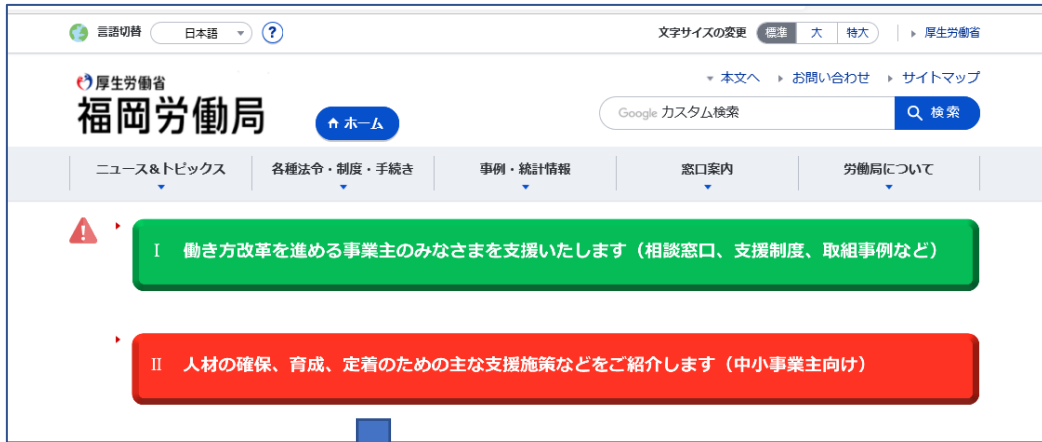 言語切替 日本語 ? 文字サイズの変更 標準 大 特大 厚生労働省
本文へ お問い合わせ サイトマップ
厚生労働省
福岡労働局
ホーム
Google カスタム検索 検索
ニュース&トピックス 各種法令・制度・手続き 事例・統計情報 窓口案内 労働局について
Ⅰ 働き方改革を進める事業主のみなさまを支援いたします(相談窓口、支援制度、取組事例など)
Ⅱ 人材の確保、育成、定着のための主な支援施策などをご紹介します(中小事業主向け)